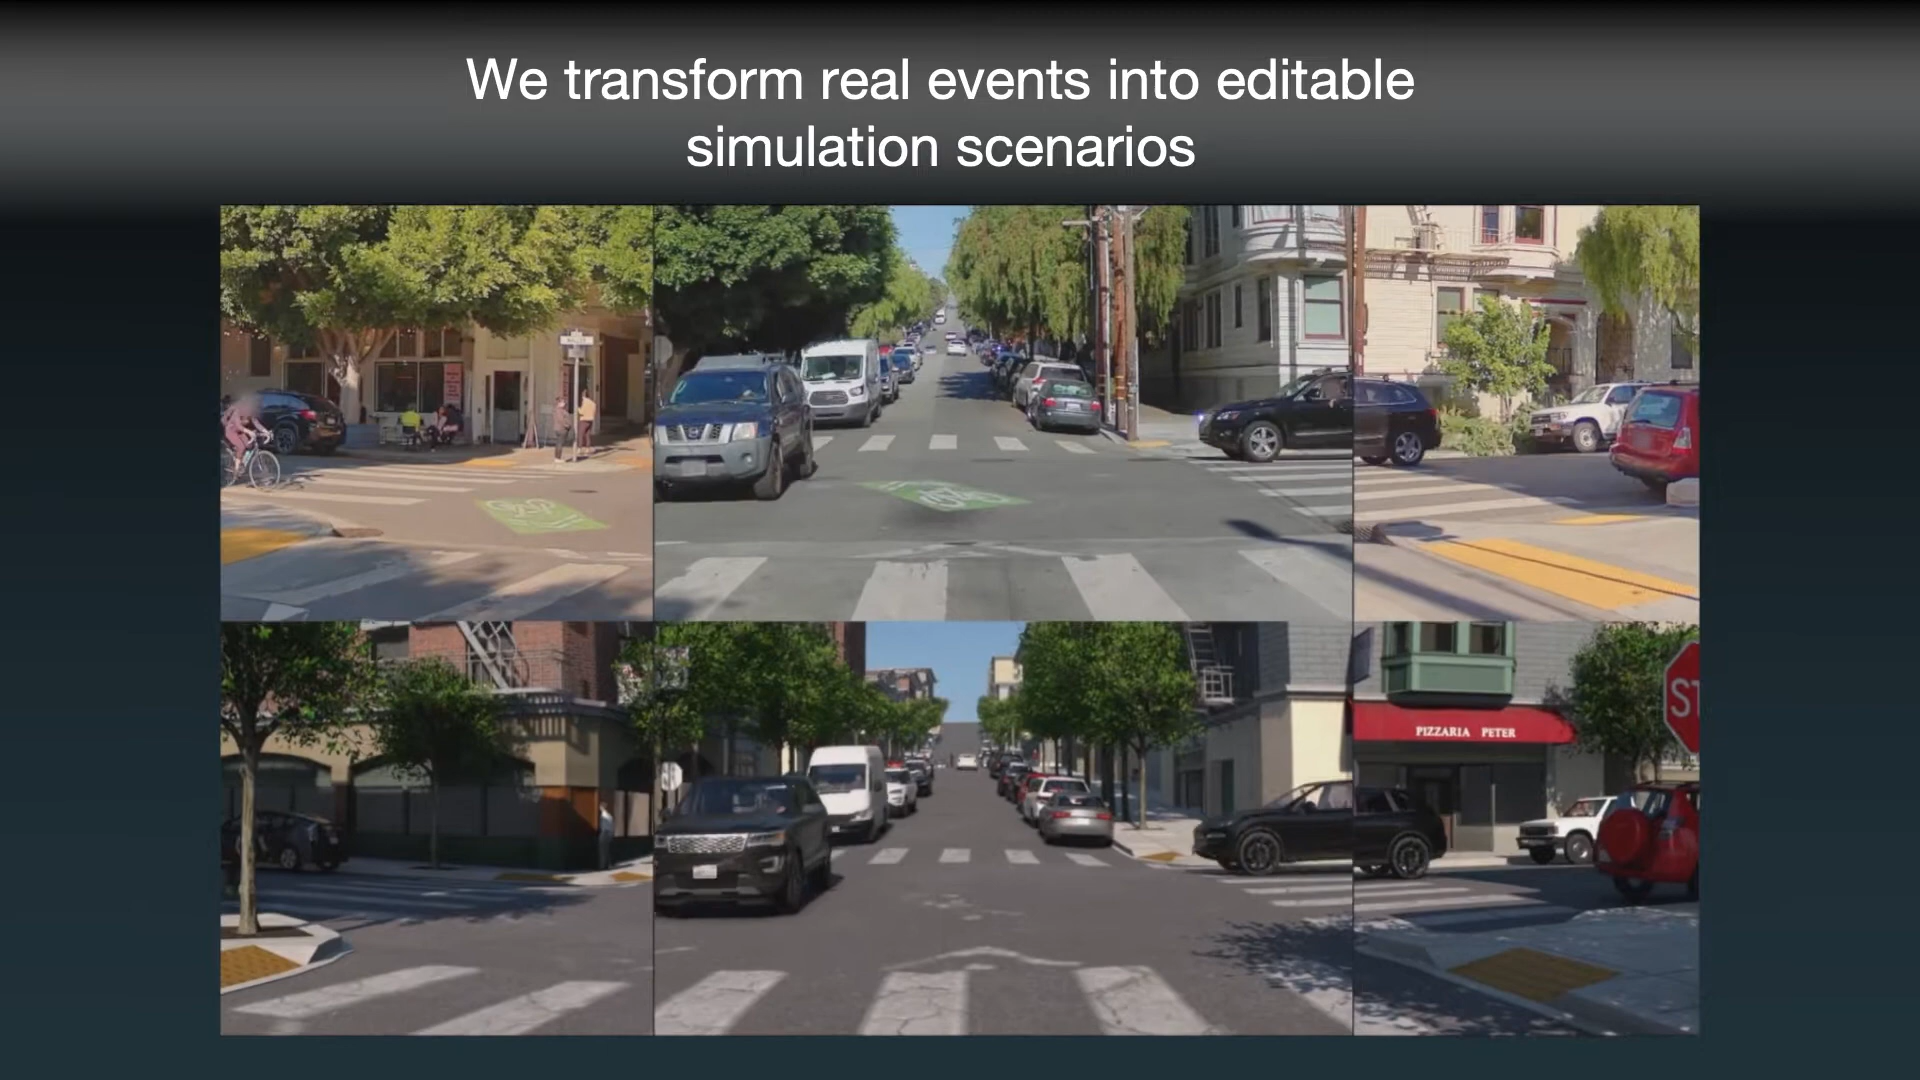 We transform real events into editable
simulation scenarios
PIZZARIA PETER
ST